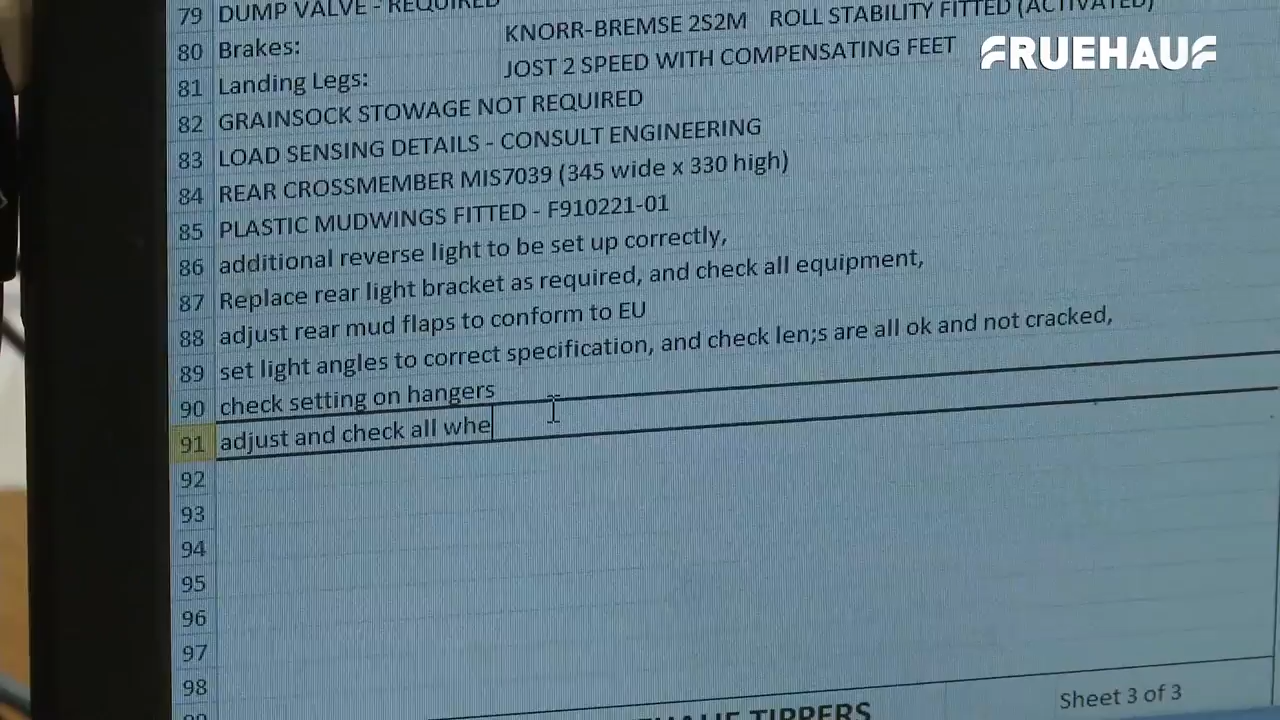 79 DUMP VALVE - REQUIRED
80 Brakes: KNORR-BREMSE 2S2M ROLL STABILITY FITTED (ACTIVATED)
81 Landing Legs: JOST 2 SPEED WITH COMPENSATING FEET
FRUEHAUF
82 GRAINSOCK STOWAGE NOT REQUIRED
83 LOAD SENSING DETAILS - CONSULT ENGINEERING
84 REAR CROSSMEMBER MIS7039 (345 wide x 330 high)
85 PLASTIC MUDWINGS FITTED - F910221-01
86 additional reverse light to be set up correctly,
87 Replace rear light bracket as required, and check all equipment,
88 adjust rear mud flaps to conform to EU
89 set light angles to correct specification, and check len;s are all ok and not cracked,
90 check setting on hangers
91 adjust and check all whe
92
93
94
95
96
97
98
TIPPERS
Sheet 3 of 3